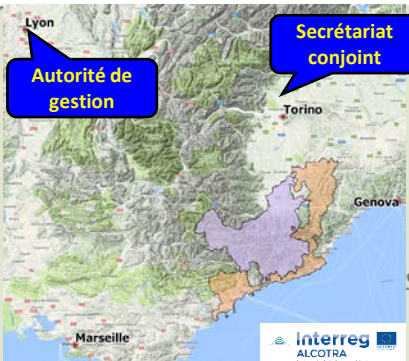 Lyon
Secrétariat
conjoint
Autorité de
gestion
Torino
Genova
Marseille
Interreg
ALCOTRA